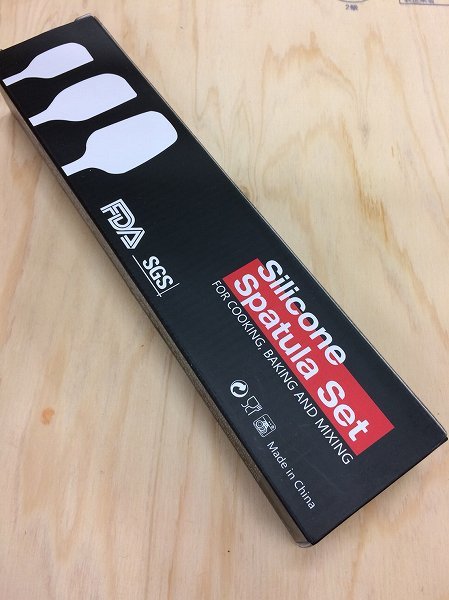 FDA
SGS
Silicone
Spatula Set
FOR COOKING, BAKING AND MIXING
Made in China